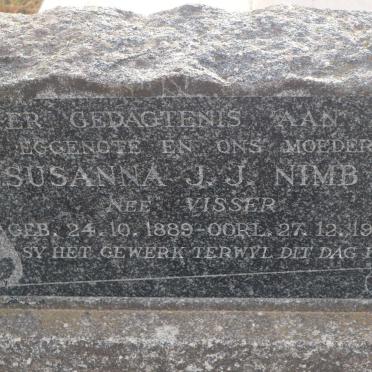 ER GEDAGTENIS AAN
EGGENOTE EN ONS MOEDER
SUSANNA J. J. NIMB
NEE VISSER
GEB. 24.10.1889-OORL. 27.12.19
SY HET GEWERK TERWYL DIT DAG